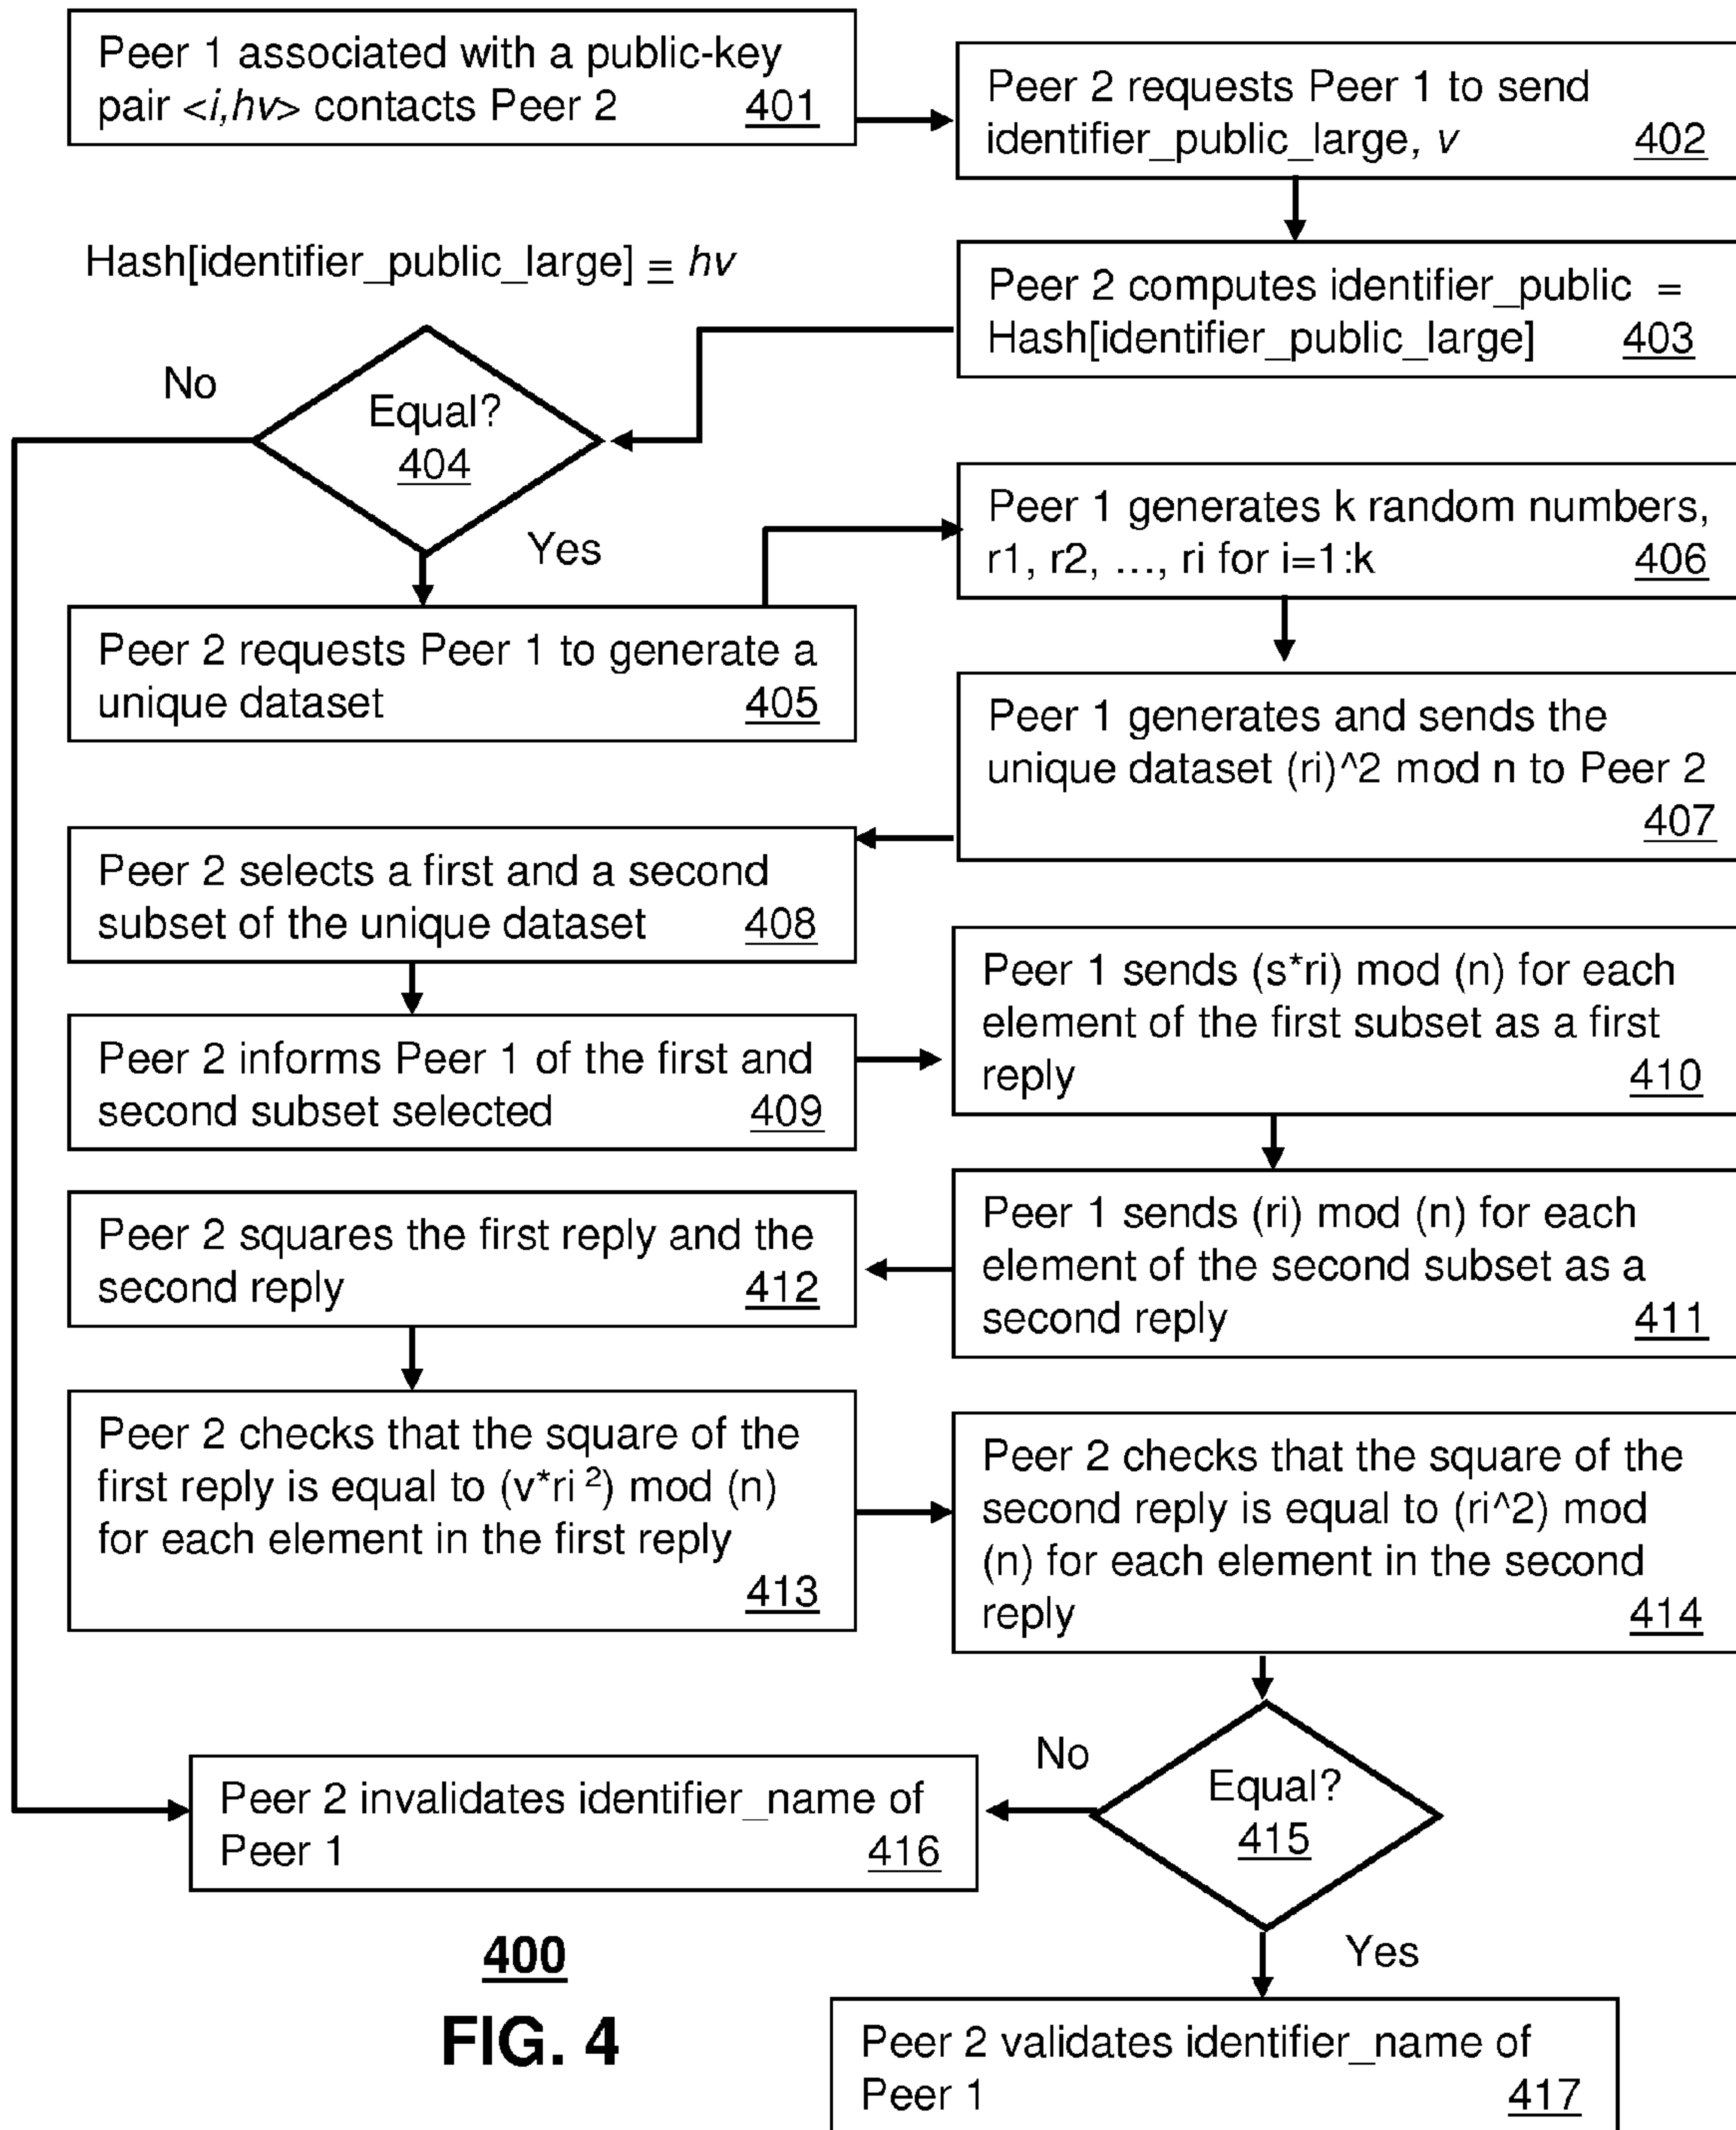 Peer 1 associated with a public-key
pair <i,hv> contacts Peer 2 401
Peer 2 requests Peer 1 to send
identifier_public_large, v 402
Hash[identifier_public_large] = hv
Peer 2 computes identifier_public =
Hash[identifier_public_large] 403
No
Equal?
404
Yes
Peer 2 requests Peer 1 to generate a
unique dataset 405
Peer 1 generates k random numbers,
r1, r2, ..., ri for i=1:k 406
Peer 1 generates and sends the
unique dataset (ri)^2 mod n to Peer 2
407
Peer 2 selects a first and a second
subset of the unique dataset 408
Peer 2 informs Peer 1 of the first and
second subset selected 409
Peer 1 sends (s*ri) mod (n) for each
element of the first subset as a first
reply 410
Peer 1 sends (ri) mod (n) for each
element of the second subset as a
second reply 411
Peer 2 squares the first reply and the
second reply 412
Peer 2 checks that the square of the
first reply is equal to (v*ri ²) mod (n)
for each element in the first reply
413
Peer 2 checks that the square of the
second reply is equal to (ri^2) mod
(n) for each element in the second
reply 414
No
Equal?
415
Peer 2 invalidates identifier_name of
Peer 1 416
Yes
Peer 2 validates identifier_name of
Peer 1 417
400
FIG. 4